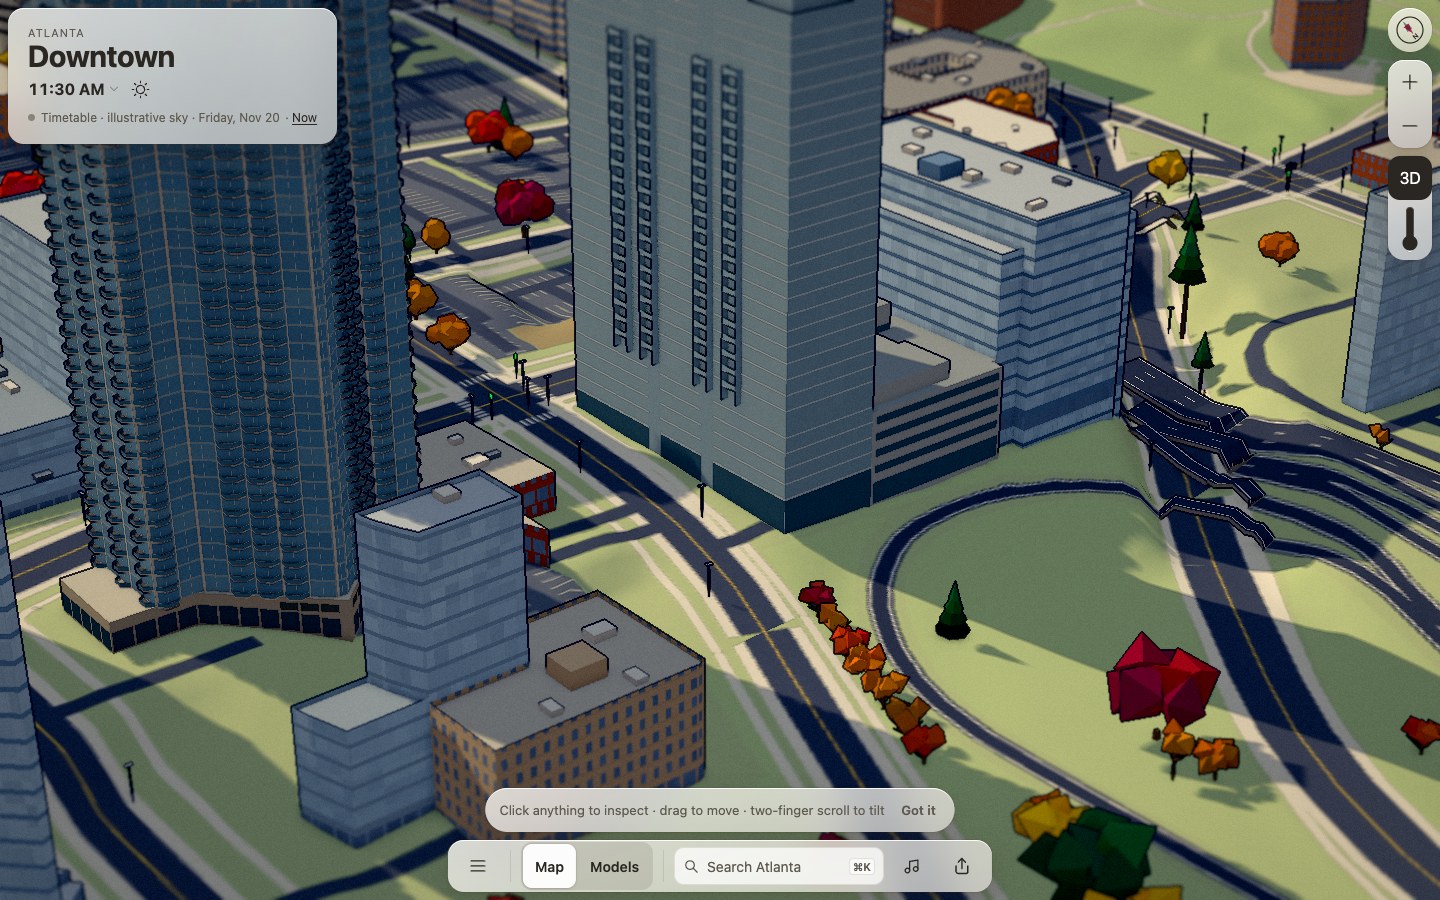 ATLANTA
Downtown
11:30 AM
Timetable · illustrative sky · Friday, Nov 20 · Now
3D
Click anything to inspect · drag to move · two-finger scroll to tilt Got it
Map Models Search Atlanta ⌘K